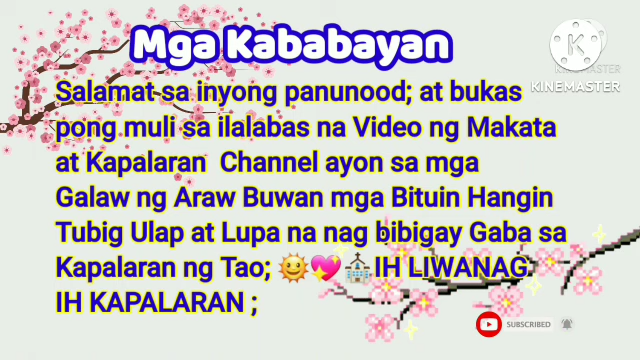 Mga Kababayan
KINEMASTER
KINEMASTER
Salamat sa inyong panunood; at bukas
pong muli sa ilalabas na Video ng Makata
at Kapalaran Channel ayon sa mga
Galaw ng Araw Buwan mga Bituin Hangin
Tubig Ulap at Lupa na nag bibigay Gaba sa
Kapalaran ng Tao; 🌞💖⛪IH LIWANAG.
IH KAPALARAN ;
SUBSCRIBED